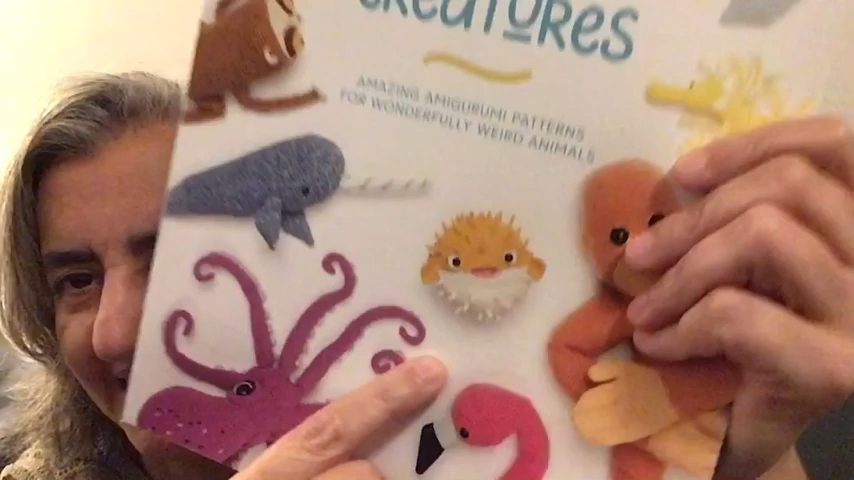 CREATURES
AMAZING AMIGURUMI PATTERNS
FOR WONDERFULLY WEIRD ANIMALS